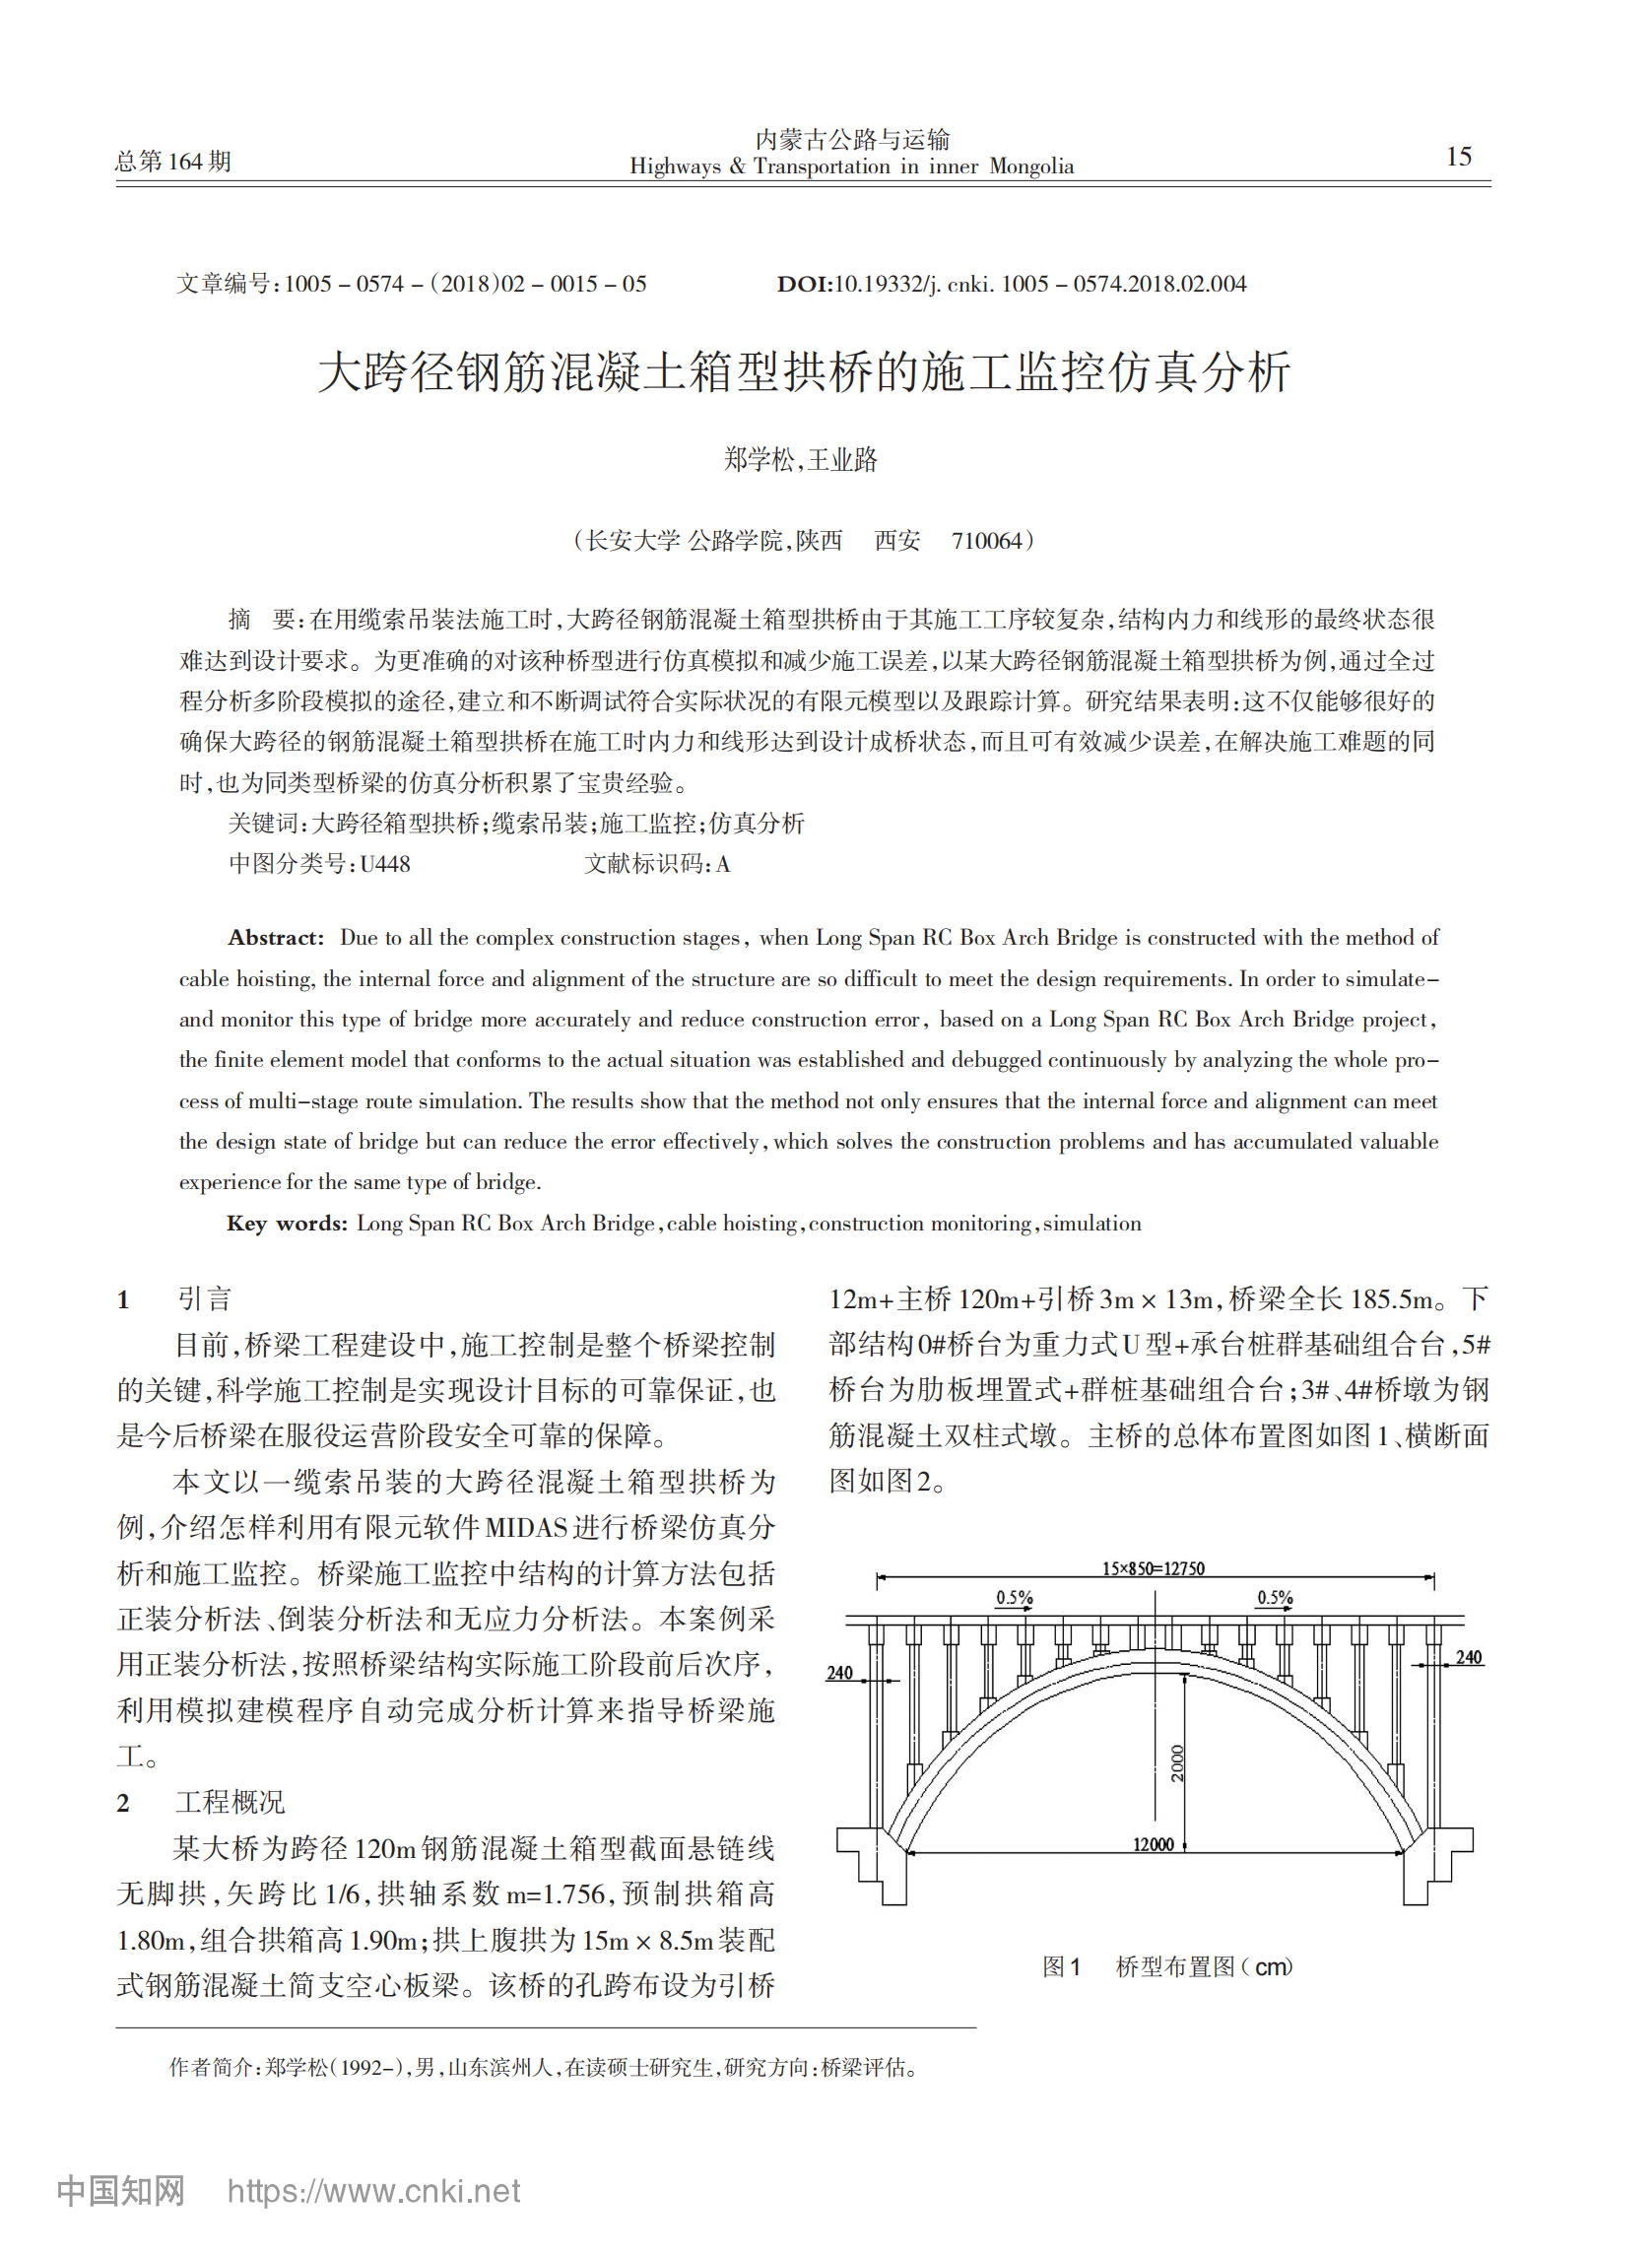 总第164期
内蒙古公路与运输
Highways & Transportation in inner Mongolia
15
文章编号:1005-0574-(2018)02-0015-05
DOI:10.19332/j. cnki. 1005-0574.2018.02.004
大跨径钢筋混凝土箱型拱桥的施工监控仿真分析
郑学松,王业路
(长安大学 公路学院,陕西 西安 710064)
摘 要:在用缆索吊装法施工时,大跨径钢筋混凝土箱型拱桥由于其施工工序较复杂,结构内力和线形的最终状态很
难达到设计要求。为更准确的对该种桥型进行仿真模拟和减少施工误差,以某大跨径钢筋混凝土箱型拱桥为例,通过全过
程分析多阶段模拟的途径,建立和不断调试符合实际状况的有限元模型以及跟踪计算。研究结果表明:这不仅能够很好的
确保大跨径的钢筋混凝土箱型拱桥在施工时内力和线形达到设计成桥状态,而且可有效减少误差,在解决施工难题的同
时,也为同类型桥梁的仿真分析积累了宝贵经验。
关键词:大跨径箱型拱桥;缆索吊装;施工监控;仿真分析
中图分类号:U448 文献标识码:A
Abstract: Due to all the complex construction stages, when Long Span RC Box Arch Bridge is constructed with the method of
cable hoisting, the internal force and alignment of the structure are so difficult to meet the design requirements. In order to simulate-
and monitor this type of bridge more accurately and reduce construction error, based on a Long Span RC Box Arch Bridge project,
the finite element model that conforms to the actual situation was established and debugged continuously by analyzing the whole pro-
cess of multi-stage route simulation. The results show that the method not only ensures that the internal force and alignment can meet
the design state of bridge but can reduce the error effectively,which solves the construction problems and has accumulated valuable
experience for the same type of bridge.
Key words: Long Span RC Box Arch Bridge,cable hoisting,construction monitoring,simulation
1 引言
目前,桥梁工程建设中,施工控制是整个桥梁控制
的关键,科学施工控制是实现设计目标的可靠保证,也
是今后桥梁在服役运营阶段安全可靠的保障。
本文以一缆索吊装的大跨径混凝土箱型拱桥为
例,介绍怎样利用有限元软件MIDAS进行桥梁仿真分
析和施工监控。桥梁施工监控中结构的计算方法包括
正装分析法、倒装分析法和无应力分析法。本案例采
用正装分析法,按照桥梁结构实际施工阶段前后次序,
利用模拟建模程序自动完成分析计算来指导桥梁施
工。
2 工程概况
某大桥为跨径120m钢筋混凝土箱型截面悬链线
无脚拱,矢跨比1/6,拱轴系数m=1.756,预制拱箱高
1.80m,组合拱箱高1.90m;拱上腹拱为15m×8.5m装配
式钢筋混凝土简支空心板梁。该桥的孔跨布设为引桥
12m+主桥120m+引桥3m×13m,桥梁全长185.5m。下
部结构0#桥台为重力式U型+承台桩群基础组合台,5#
桥台为肋板埋置式+群桩基础组合台;3#、4#桥墩为钢
筋混凝土双柱式墩。主桥的总体布置图如图1、横断面
图如图2。
15×850=12750
0.5% 0.5%
240 240
2000
12000
图1 桥型布置图(cm)
作者简介:郑学松(1992-),男,山东滨州人,在读硕士研究生,研究方向:桥梁评估。
中国知网 https://www.cnki.net